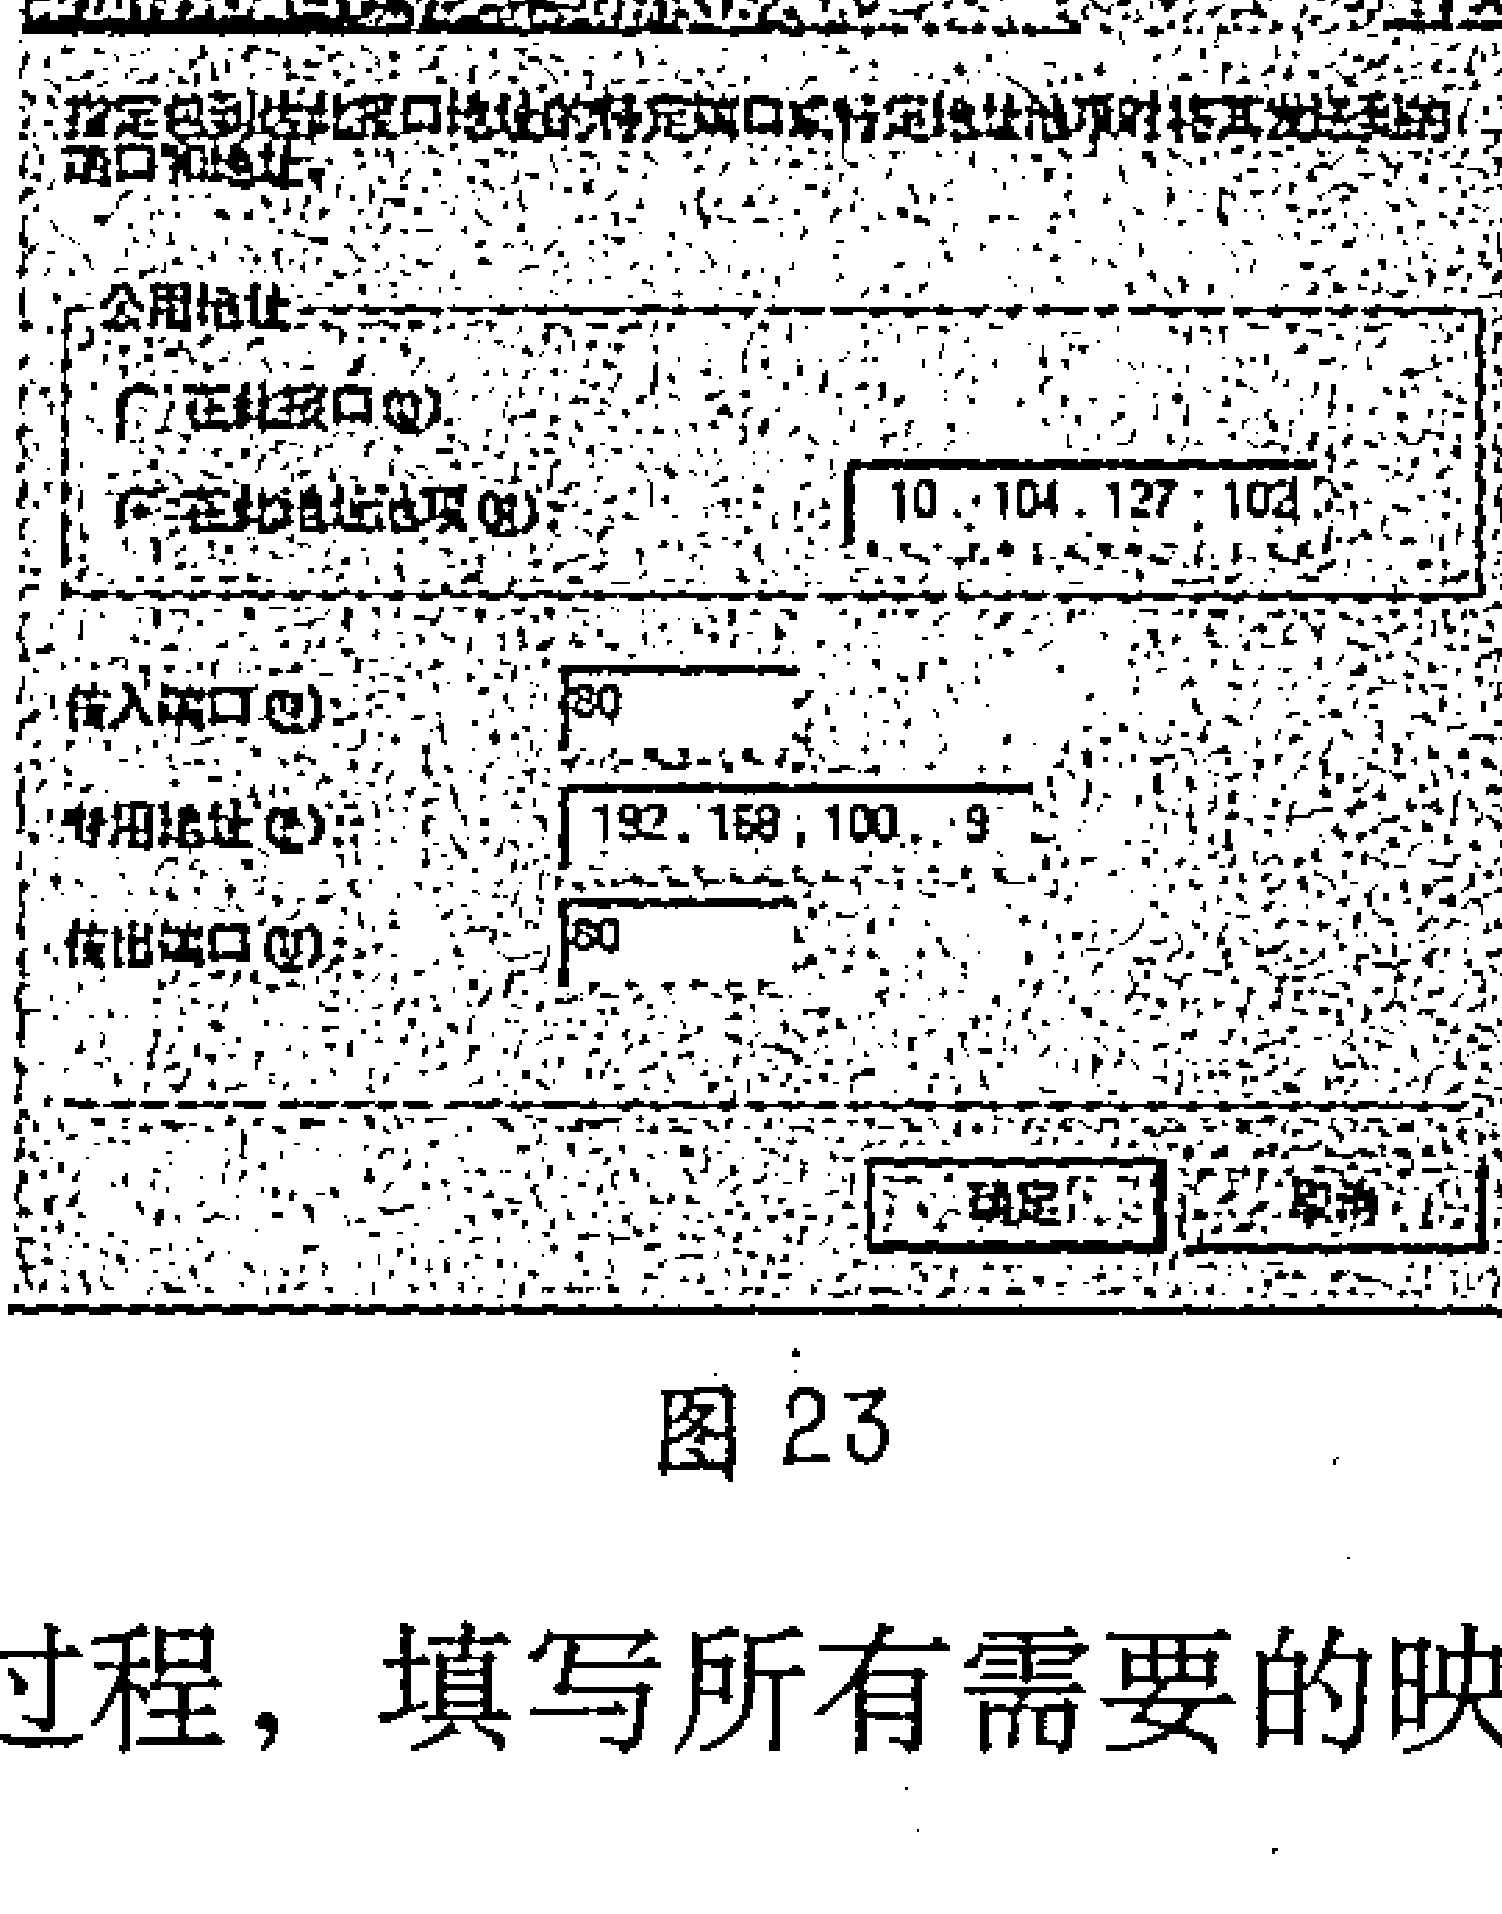 指定包到此接口地址的特定端口或特定地址池项时将其发送到的
端口和地址。
公用地址
在此接口(I)
在此地址池项(E) 10 . 104 . 127 . 102
传入端口(I): 80
专用地址(P): 192 . 168 . 100 . 9
传出端口(O): 80
确定 取消
图 23
过程，填写所有需要的映